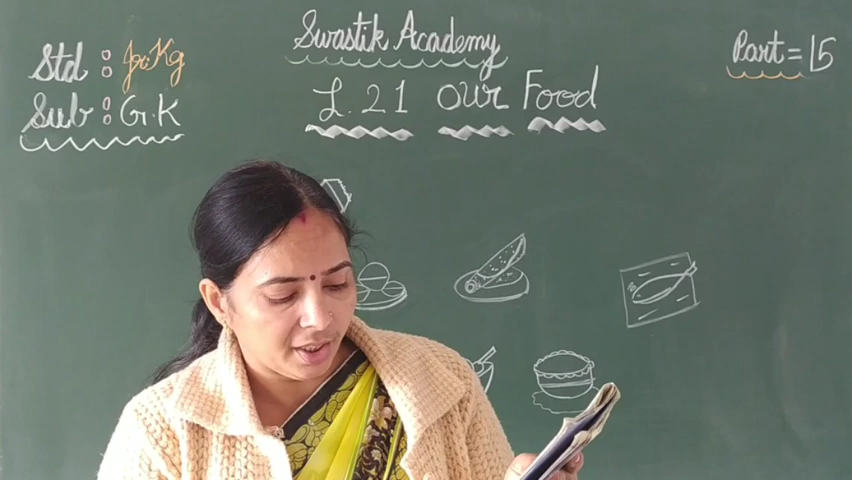 Swastik Academy
Std : Jr.Kg
Part = 15
Sub : G.K
L.21 our Food